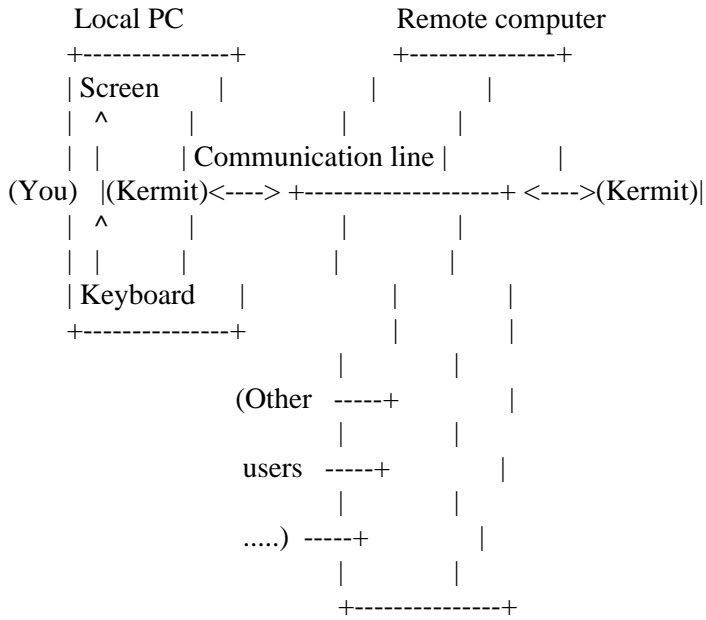 Local PC Remote computer
+---------------+ +---------------+
| Screen | | |
| ^ | | |
| | | Communication line | |
(You) |(Kermit)<----> +--------------------+ <---->(Kermit)|
| ^ | | |
| | | | |
| Keyboard | | |
+---------------+ | |
| |
(Other -----+ |
| |
users -----+ |
| |
.....) -----+ |
| |
+---------------+